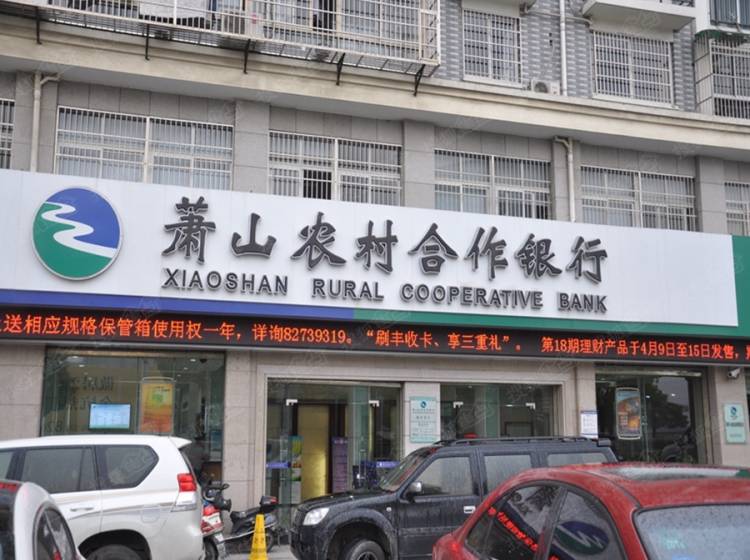 萧山农村合作银行
XIAOSHAN RURAL COOPERATIVE BANK
送相应规格保管箱使用权一年，详询82739319。“刷丰收卡、享三重礼”。 第18期理财产品于4月9日至15日发售，